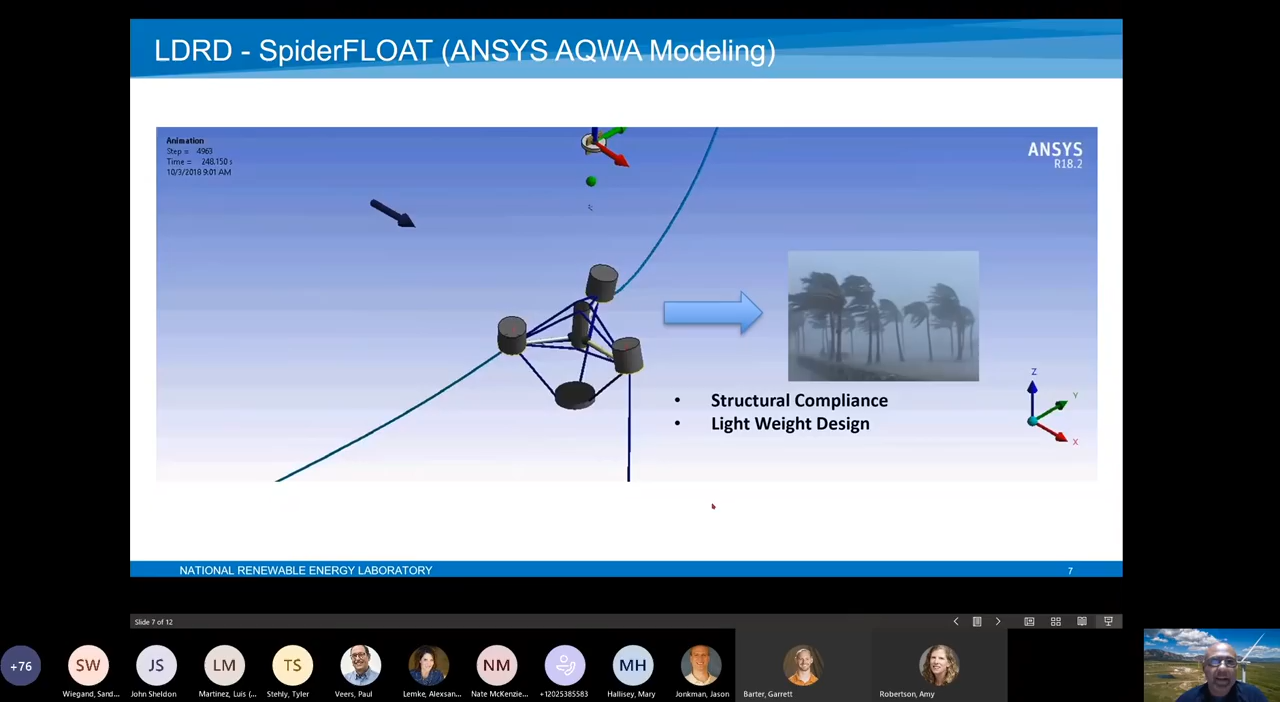 LDRD - SpiderFLOAT (ANSYS AQWA Modeling)
Animation
Step = 4963
Time = 248.150 s
10/3/2018 9:01 AM
ANSYS
R18.2
Z
Y
X
• Structural Compliance
• Light Weight Design
NATIONAL RENEWABLE ENERGY LABORATORY
7
Slide 7 of 12
+76
SW
JS
LM
TS
NM
MH
Wiegand, Sand...
John Sheldon
Martinez, Luis (...
Stehly, Tyler
Veers, Paul
Lemke, Alexsan...
Nate McKenzie...
+12025385583
Hallisey, Mary
Jonkman, Jason
Barter, Garrett
Robertson, Amy